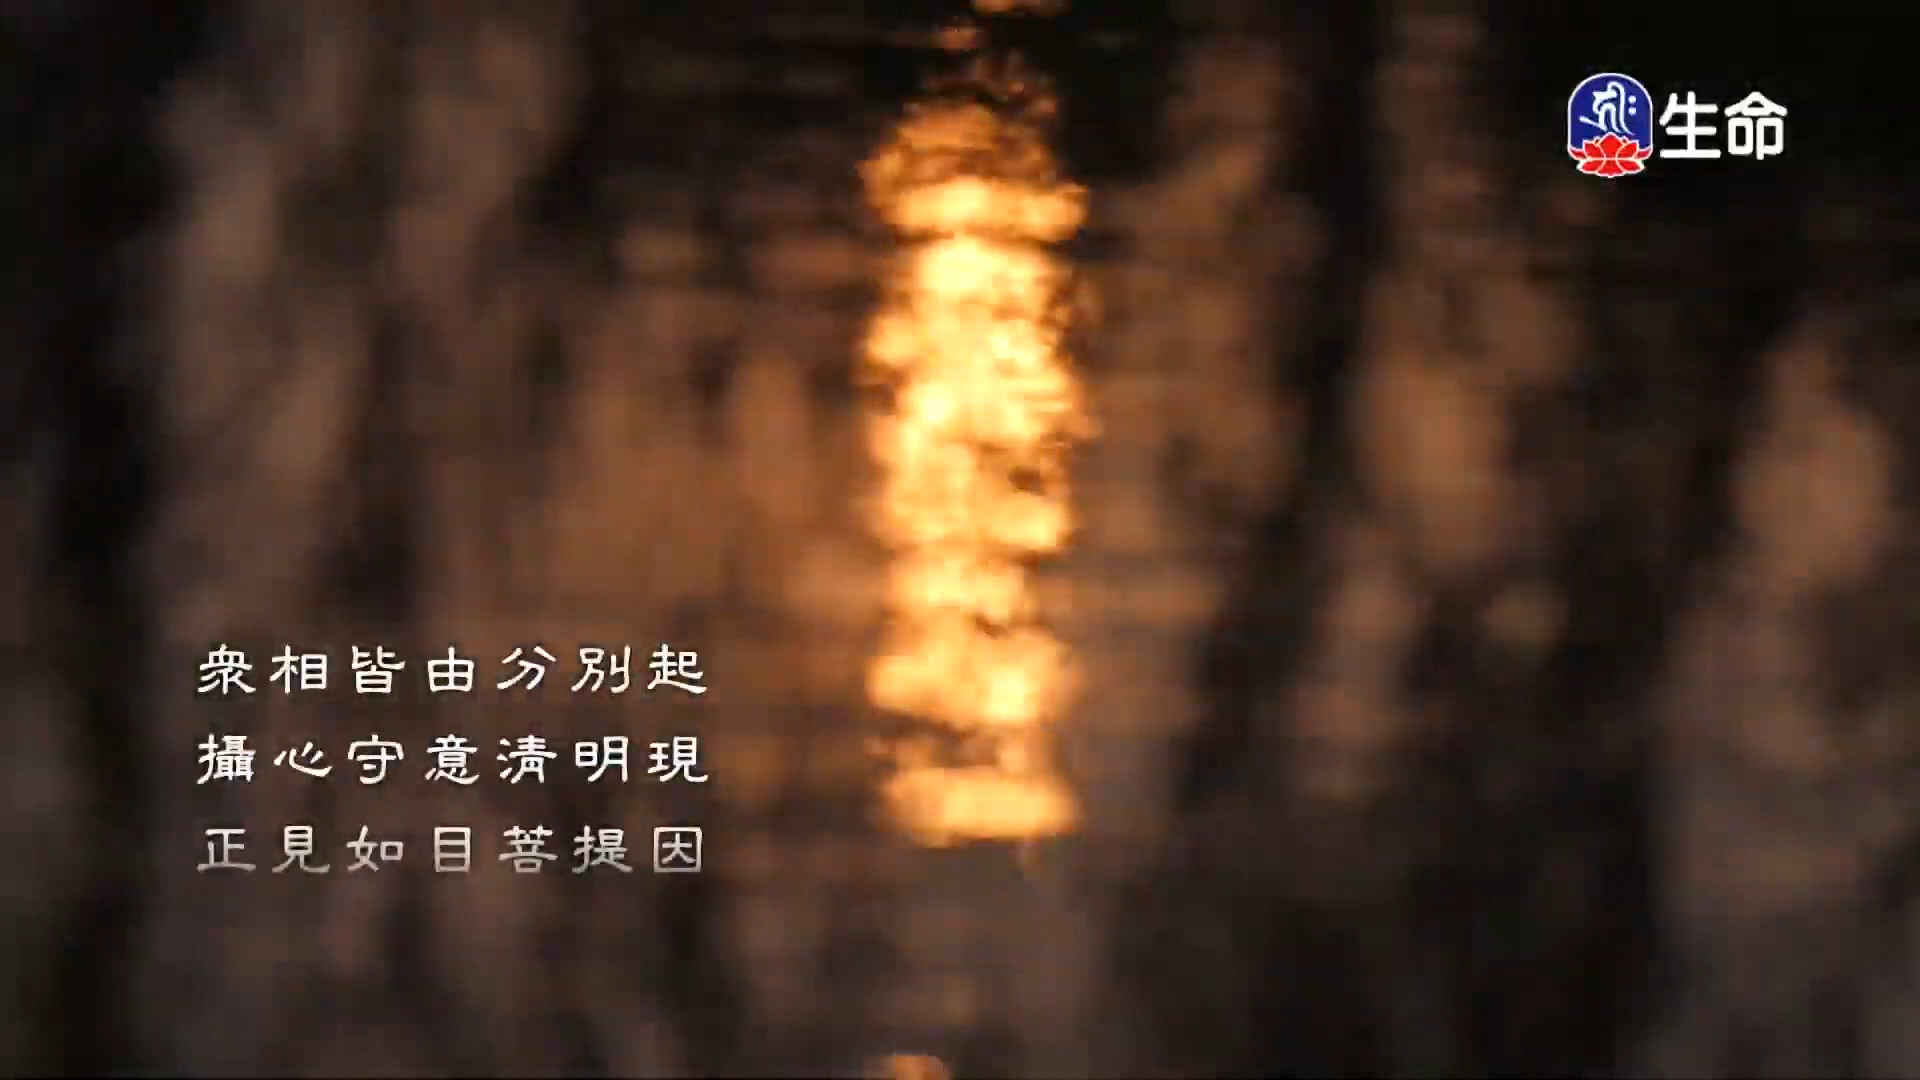 生命
衆相皆由分別起
攝心守意清明現
正見如目菩提因